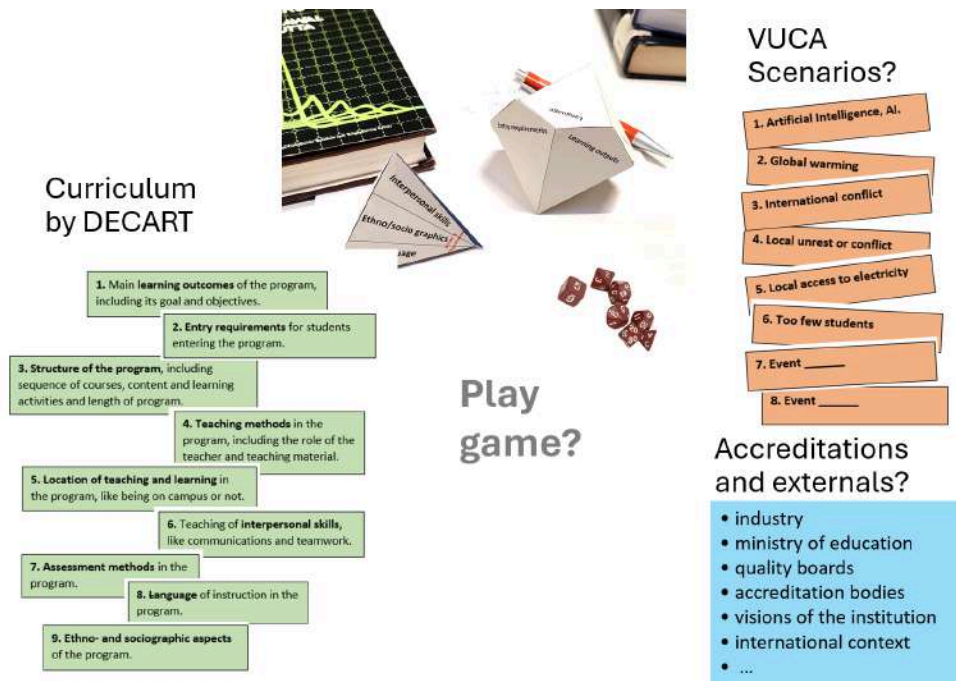 Curriculum
by DECART
1. Main learning outcomes of the program,
including its goal and objectives.
2. Entry requirements for students
entering the program.
3. Structure of the program, including
sequence of courses, content and learning
activities and length of program.
4. Teaching methods in the
program, including the role of the
teacher and teaching material.
5. Location of teaching and learning in
the program, like being on campus or not.
6. Teaching of interpersonal skills,
like communications and teamwork.
7. Assessment methods in the
program.
8. Language of instruction in the
program.
9. Ethno- and sociographic aspects
of the program.
Interpersonal skills
Ethno/socio graphics
Language
Entry requirements
Learning outputs
Play
game?
VUCA
Scenarios?
1. Artificial Intelligence, AI.
2. Global warming
3. International conflict
4. Local unrest or conflict
5. Local access to electricity
6. Too few students
7. Event ______
8. Event ______
Accreditations
and externals?
• industry
• ministry of education
• quality boards
• accreditation bodies
• visions of the institution
• international context
• ...